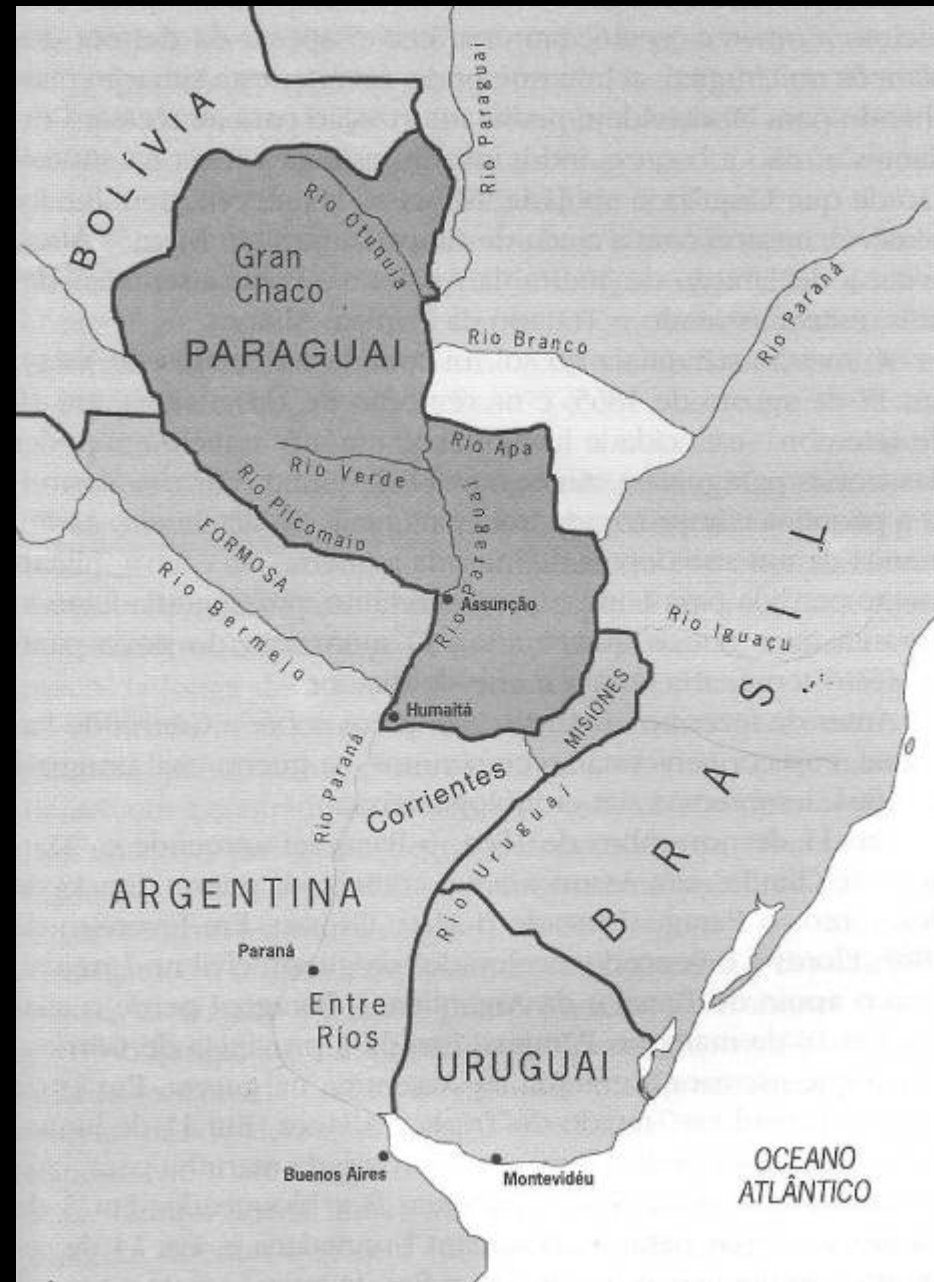 BOLÍVIA
Rio Paraguai
Rio Otuquia
Gran
Chaco
PARAGUAI
Rio Branco
Rio Paraná
Rio Apa
Rio Verde
Rio Pilcomaio
Rio Paraguai
FORMOSA
Rio Bermejo
Assunção
Rio Iguaçu
BRASIL
Humaitá
MISIONES
Rio Paraná
Corrientes
Rio Uruguai
ARGENTINA
Paraná
Entre
Ríos
URUGUAI
Buenos Aires
Montevidéu
OCEANO
ATLÂNTICO